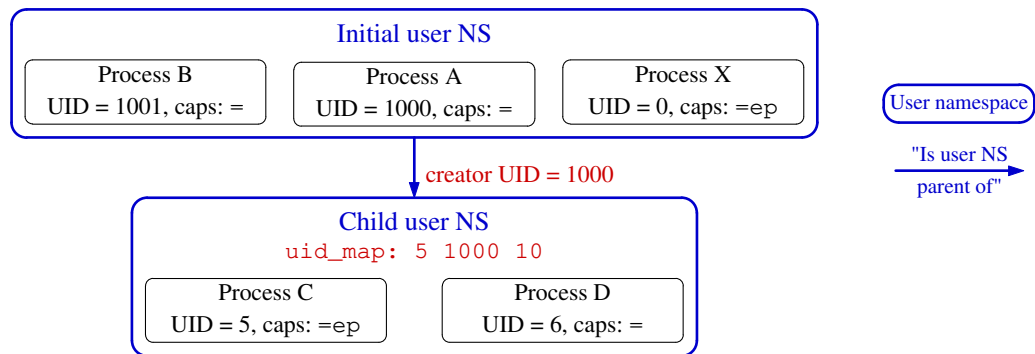 Initial user NS
Process B
UID = 1001, caps: =
Process A
UID = 1000, caps: =
Process X
UID = 0, caps: =ep
User namespace
"Is user NS
parent of"
creator UID = 1000
Child user NS
uid_map: 5 1000 10
Process C
UID = 5, caps: =ep
Process D
UID = 6, caps: =